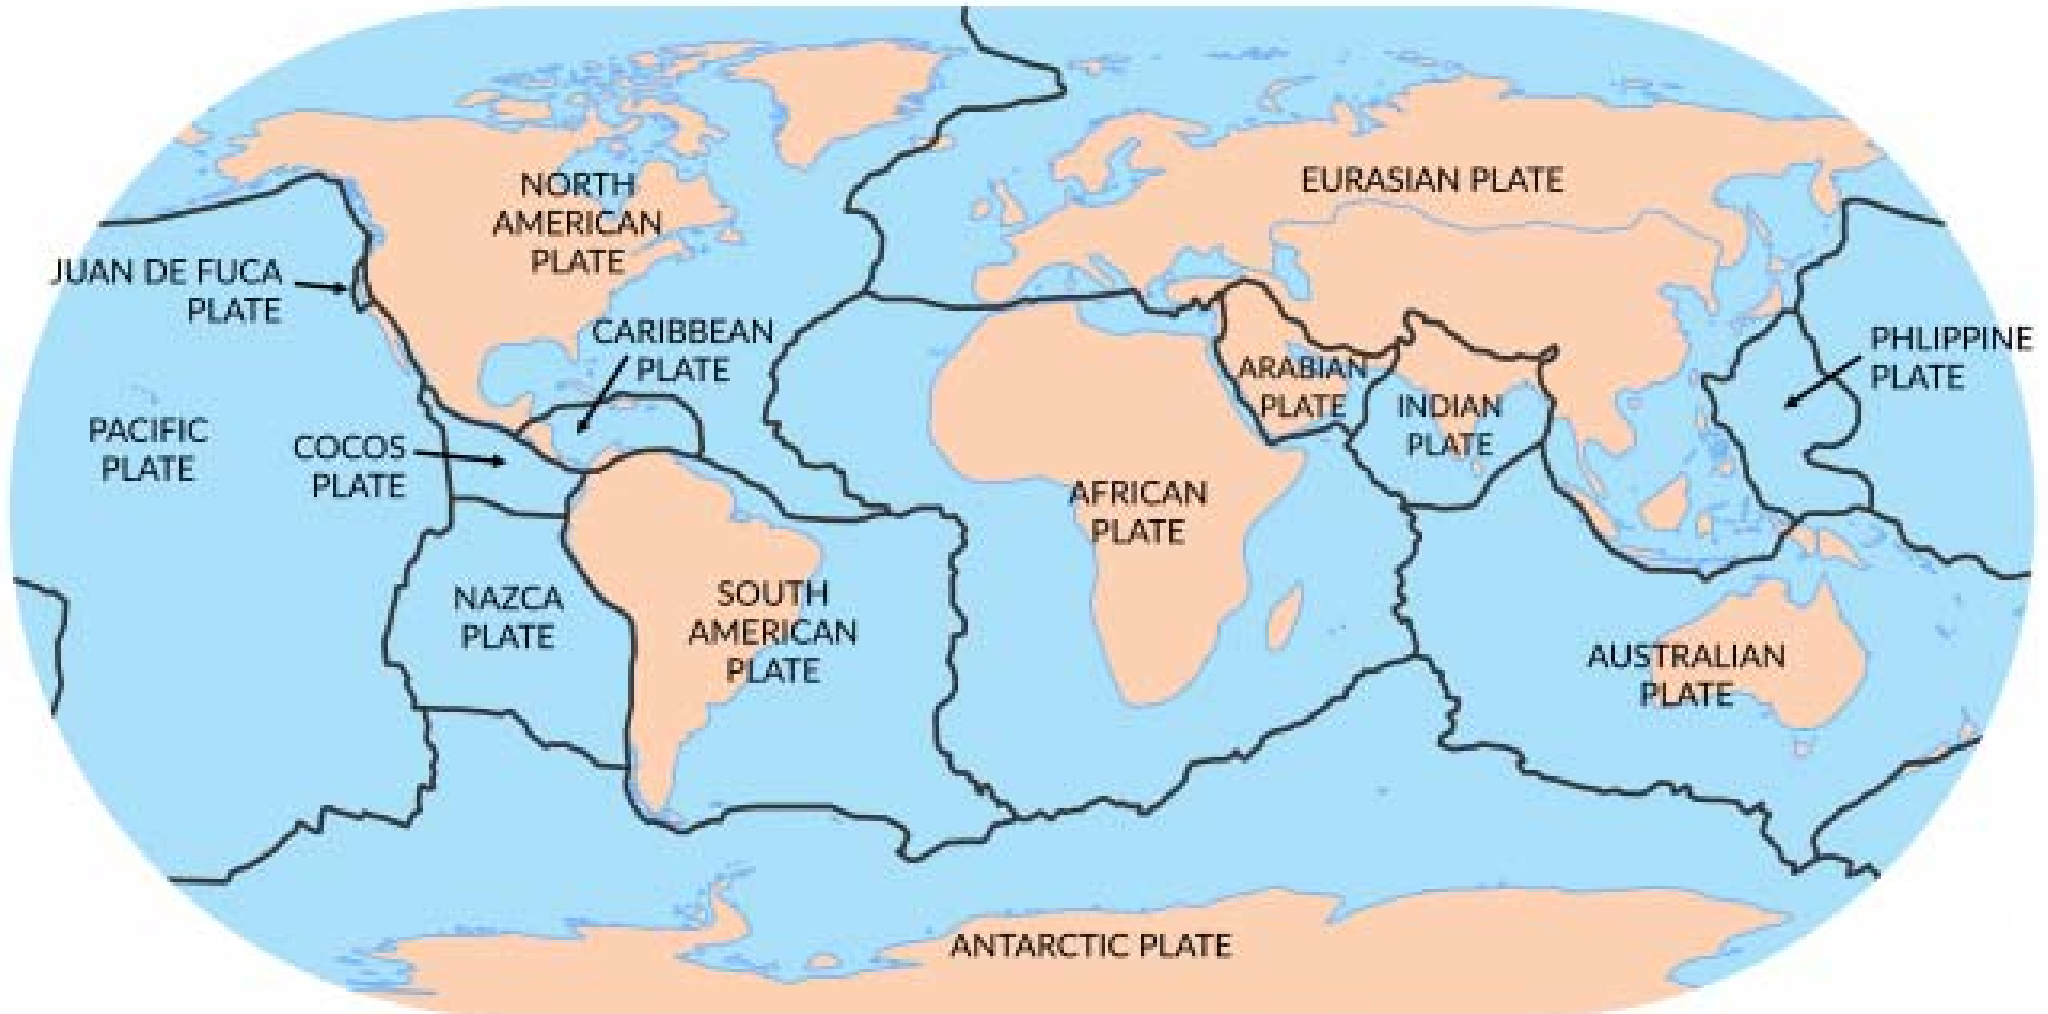 NORTH
AMERICAN
PLATE
EURASIAN PLATE
JUAN DE FUCA
PLATE
CARIBBEAN
PLATE
PHLIPPINE
PLATE
ARABIAN
PLATE
INDIAN
PLATE
PACIFIC
PLATE
COCOS
PLATE
AFRICAN
PLATE
NAZCA
PLATE
SOUTH
AMERICAN
PLATE
AUSTRALIAN
PLATE
ANTARCTIC PLATE